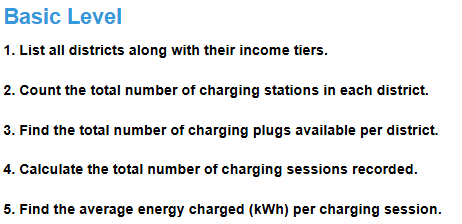 Basic Level
1. List all districts along with their income tiers.
2. Count the total number of charging stations in each district.
3. Find the total number of charging plugs available per district.
4. Calculate the total number of charging sessions recorded.
5. Find the average energy charged (kWh) per charging session.